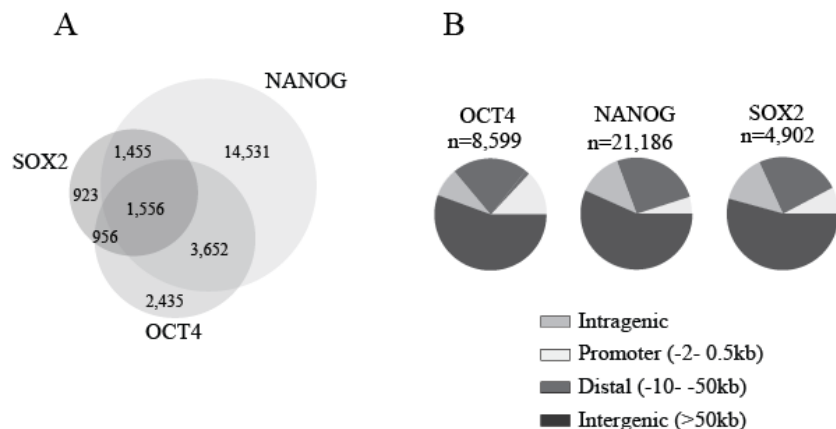 A
NANOG
SOX2
1,455
14,531
923
1,556
956
3,652
2,435
OCT4
B
OCT4
n=8,599
NANOG
n=21,186
SOX2
n=4,902
Intragenic
Promoter (-2- 0.5kb)
Distal (-10- -50kb)
Intergenic (>50kb)